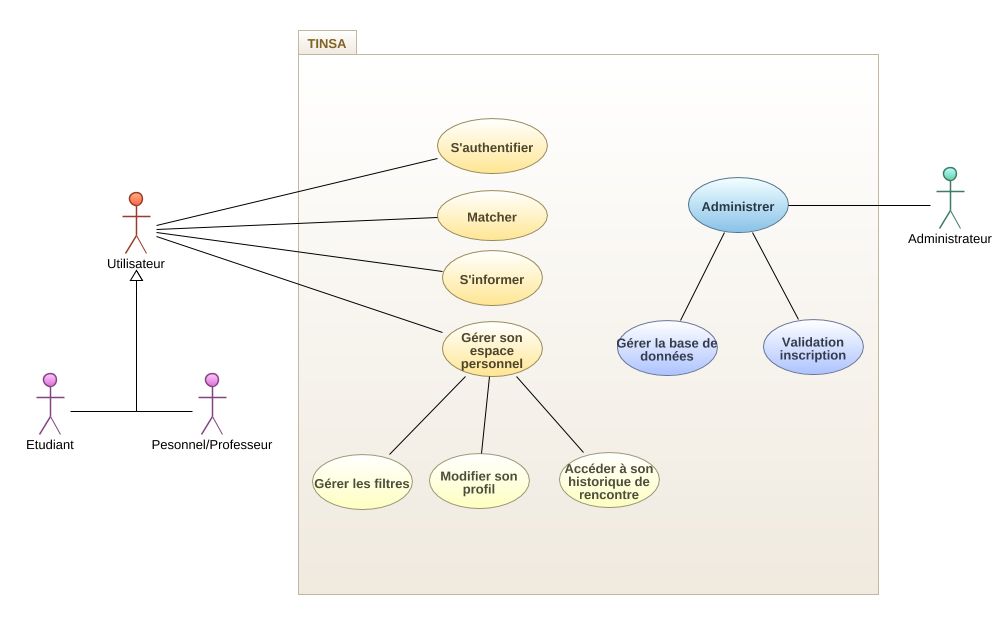 TINSA
S'authentifier
Matcher
S'informer
Gérer son
espace
personnel
Administrer
Utilisateur
Administrateur
Gérer la base de
données
Validation
inscription
Etudiant
Pesonnel/Professeur
Gérer les filtres
Modifier son
profil
Accéder à son
historique de
rencontre